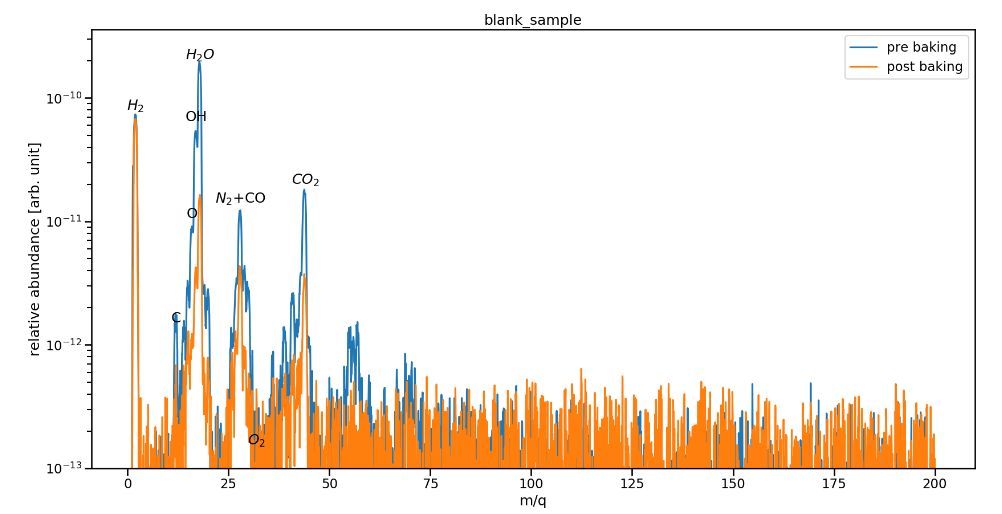 blank_sample
pre baking
post baking
H₂O
H₂
OH
CO₂
N₂+CO
O
C
O₂
relative abundance [arb. unit]
10⁻¹⁰
10⁻¹¹
10⁻¹²
10⁻¹³
0 25 50 75 100 125 150 175 200
m/q